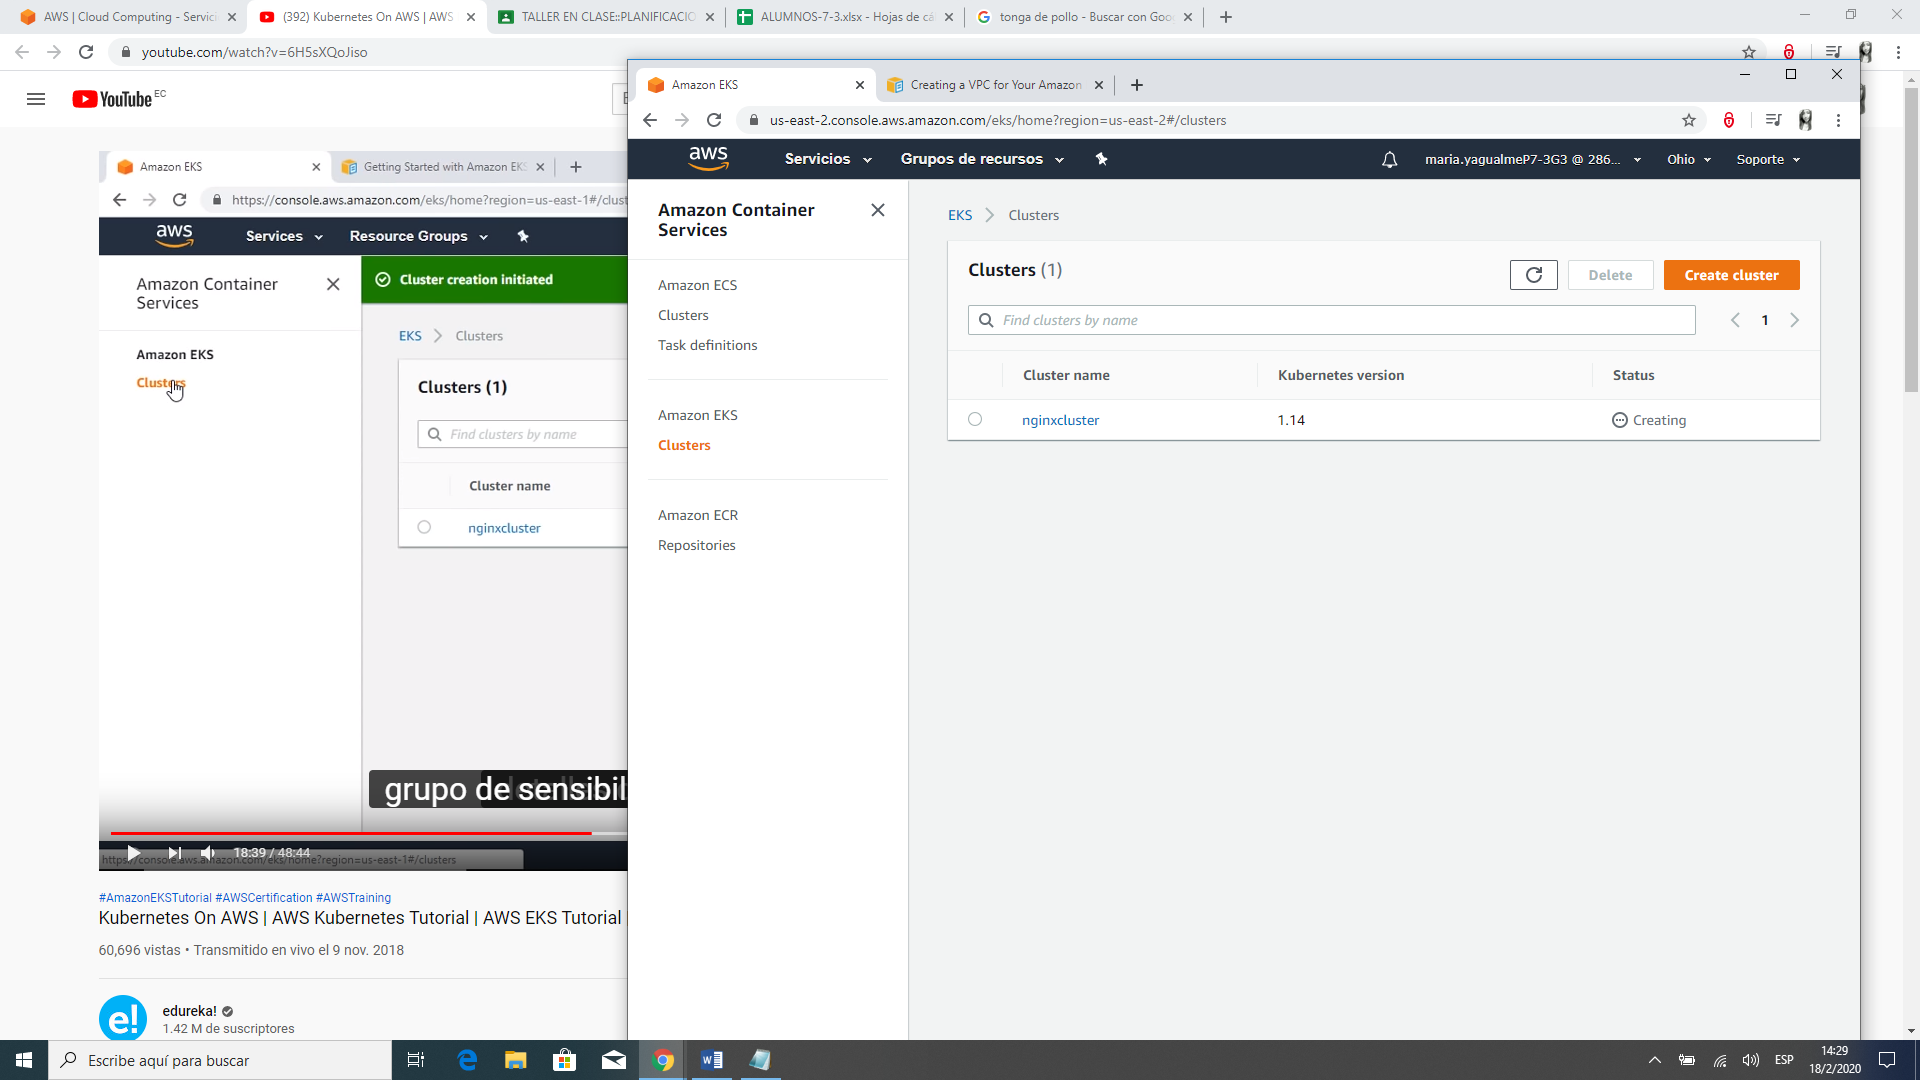 AWS | Cloud Computing - Servici
(392) Kubernetes On AWS | AWS
TALLER EN CLASE::PLANIFICACIO
ALUMNOS-7-3.xlsx - Hojas de cá
tonga de pollo - Buscar con Goo
youtube.com/watch?v=6H5sXQoJiso
YouTube EC
Amazon EKS
Getting Started with Amazon EKS
https://console.aws.amazon.com/eks/home?region=us-east-1#/clust
aws
Services
Resource Groups
Amazon Container
Services
Cluster creation initiated
EKS
Clusters
Amazon EKS
Clusters
Clusters (1)
Find clusters by name
Cluster name
nginxcluster
grupo de sensibil
18:39 / 48:44
https://console.aws.amazon.com/eks/home?region=us-east-1#/clusters
#AmazonEKSTutorial #AWSCertification #AWSTraining
Kubernetes On AWS | AWS Kubernetes Tutorial | AWS EKS Tutorial
60,696 vistas • Transmitido en vivo el 9 nov. 2018
e!
edureka!
1.42 M de suscriptores
Amazon EKS
Creating a VPC for Your Amazon
us-east-2.console.aws.amazon.com/eks/home?region=us-east-2#/clusters
aws
Servicios
Grupos de recursos
maria.yagualmeP7-3G3 @ 286...
Ohio
Soporte
Amazon Container
Services
Amazon ECS
Clusters
Task definitions
Amazon EKS
Clusters
Amazon ECR
Repositories
EKS
Clusters
Clusters (1)
Delete
Create cluster
Find clusters by name
1
Cluster name
Kubernetes version
Status
nginxcluster
1.14
Creating
Escribe aquí para buscar
ESP
14:29
18/2/2020